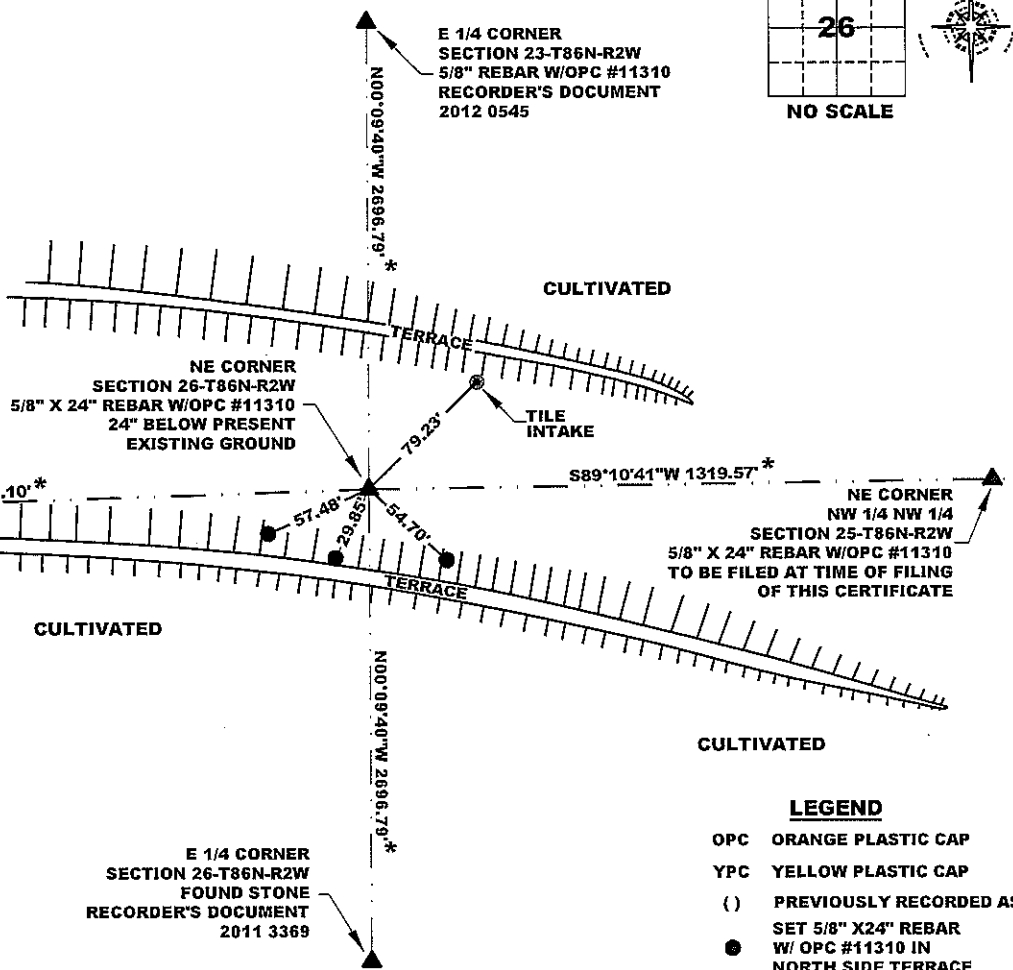 26
NO SCALE
E 1/4 CORNER
SECTION 23-T86N-R2W
5/8" REBAR W/OPC #11310
RECORDER'S DOCUMENT
2012 0545
N00°09'40"W 2696.79' *
CULTIVATED
TERRACE
NE CORNER
SECTION 26-T86N-R2W
5/8" X 24" REBAR W/OPC #11310
24" BELOW PRESENT
EXISTING GROUND
TILE
INTAKE
79.23'
.10' *
S89°10'41"W 1319.57' *
57.48'
29.85'
54.70'
NE CORNER
NW 1/4 NW 1/4
SECTION 25-T86N-R2W
5/8" X 24" REBAR W/OPC #11310
TO BE FILED AT TIME OF FILING
OF THIS CERTIFICATE
TERRACE
CULTIVATED
N00°09'40"W 2696.79' *
CULTIVATED
E 1/4 CORNER
SECTION 26-T86N-R2W
FOUND STONE
RECORDER'S DOCUMENT
2011 3369
LEGEND
OPC ORANGE PLASTIC CAP
YPC YELLOW PLASTIC CAP
( ) PREVIOUSLY RECORDED AS
SET 5/8" X24" REBAR
W/ OPC #11310 IN
NORTH SIDE TERRACE